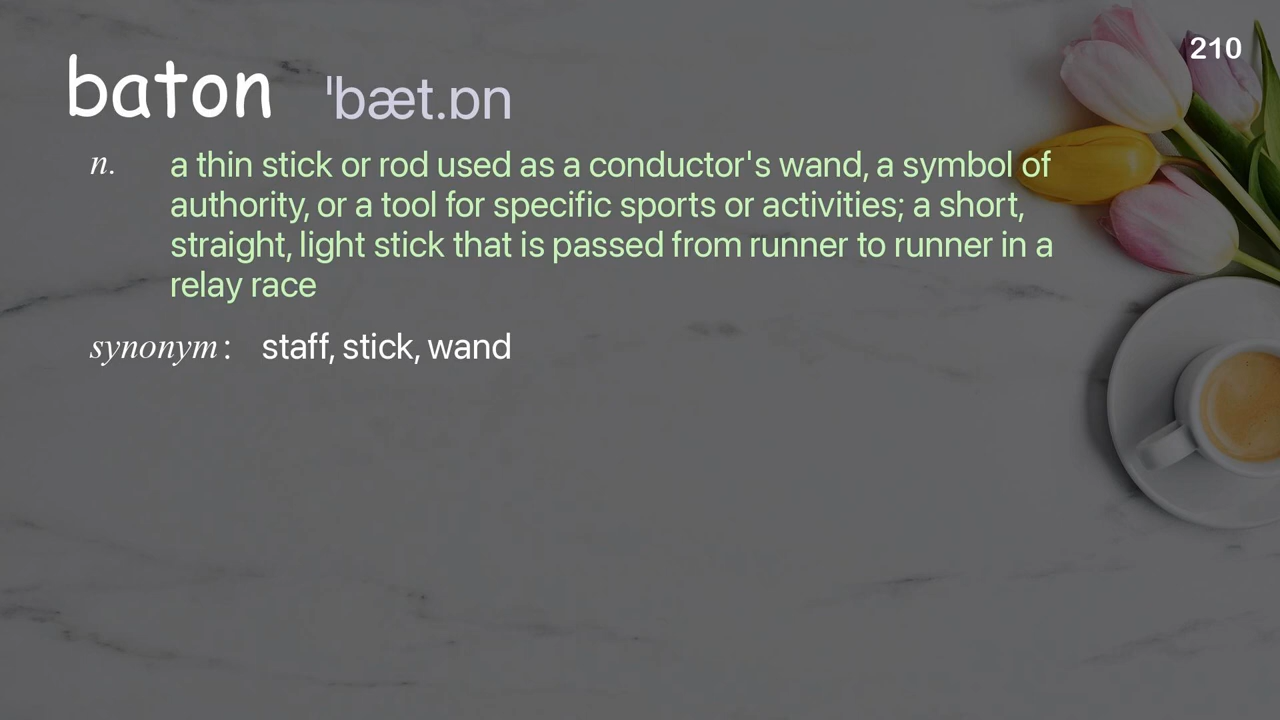 210
baton ˈbæt.ɒn
n. a thin stick or rod used as a conductor's wand, a symbol of
authority, or a tool for specific sports or activities; a short,
straight, light stick that is passed from runner to runner in a
relay race
synonym: staff, stick, wand